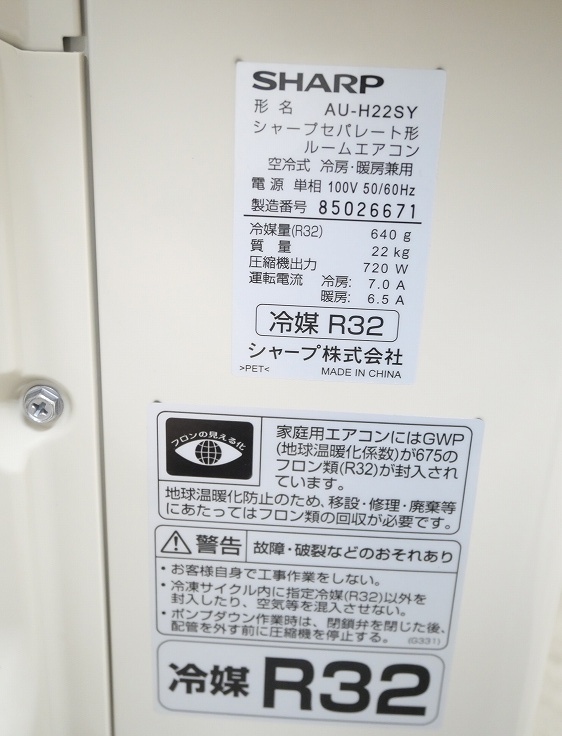 SHARP
形名 AU-H22SY
シャープセパレート形
ルームエアコン
空冷式 冷房・暖房兼用
電源 単相 100V 50/60Hz
製造番号 85026671
冷媒量(R32) 640 g
質量 22 kg
圧縮機出力 720 W
運転電流 冷房: 7.0 A
暖房: 6.5 A
冷媒 R32
シャープ株式会社
>PET< MADE IN CHINA
フロンの見える化
家庭用エアコンにはGWP
(地球温暖化係数)が675の
フロン類(R32)が封入され
ています。
地球温暖化防止のため、移設・修理・廃棄等
にあたってはフロン類の回収が必要です。
警告 故障・破裂などのおそれあり
・お客様自身で工事作業をしない。
・冷凍サイクル内に指定冷媒(R32)以外を
封入したり、空気等を混入させない。
・ポンプダウン作業時は、閉鎖弁を閉じた後、
配管を外す前に圧縮機を停止する。 (G331)
冷媒 R32